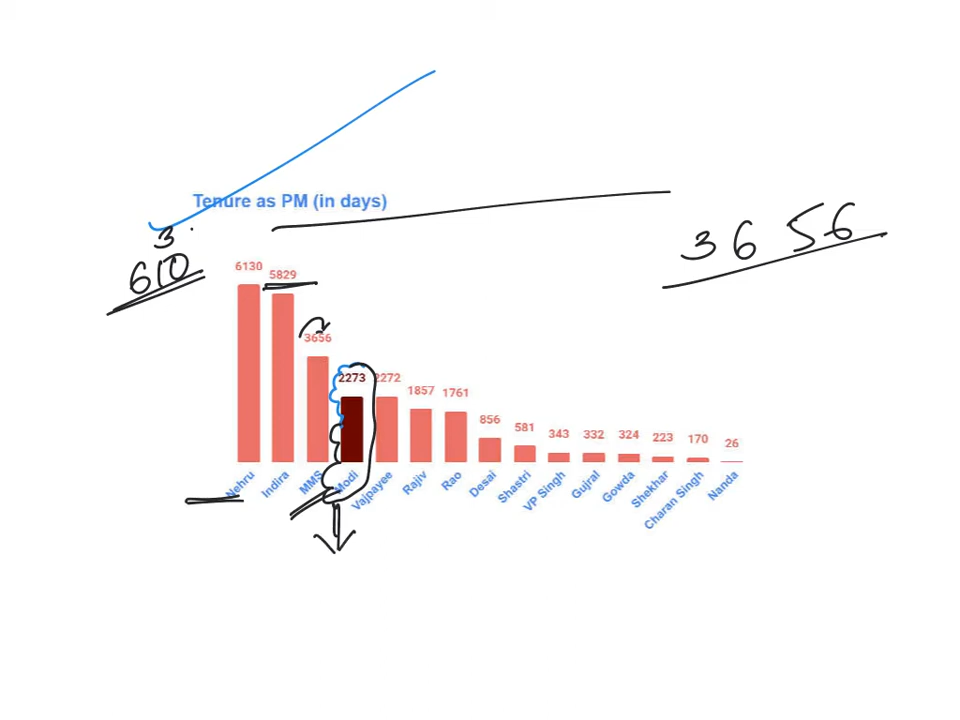 Tenure as PM (in days)
3
610
3656
6130
5829
3656
2273
2272
1857
1761
856
581
343
332
324
223
170
26
Nehru
Indira
MMS
Modi
Vajpayee
Rajiv
Rao
Desai
Shastri
VP Singh
Gujral
Gowda
Shekhar
Charan Singh
Nanda